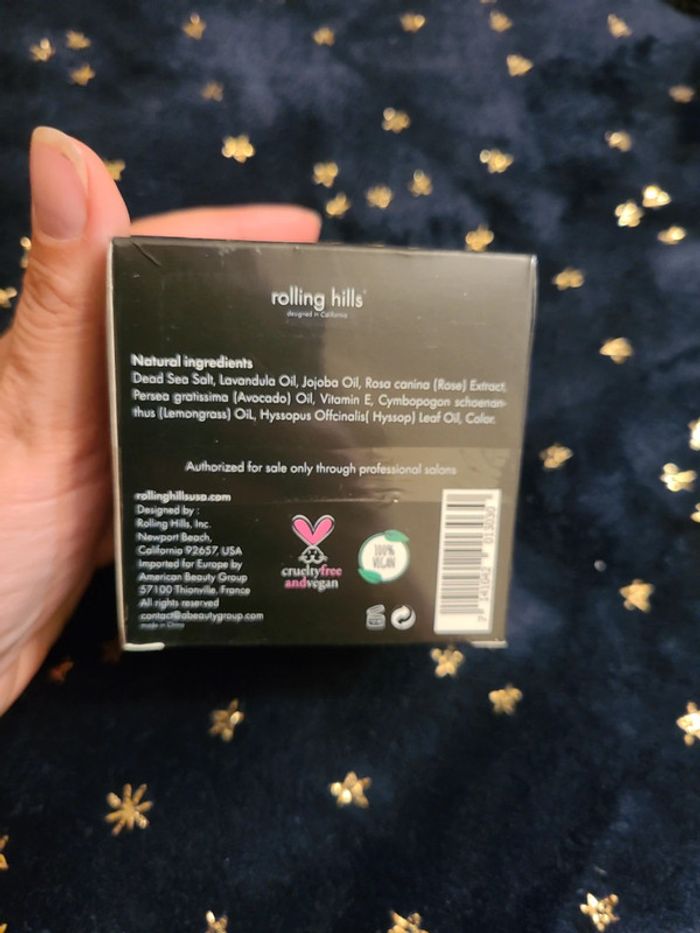 rolling hills
designed in California
Natural ingredients
Dead Sea Salt, Lavandula Oil, Jojoba Oil, Rosa canina (Rose) Extract,
Persea gratissima (Avocado) Oil, Vitamin E, Cymbopogan schoenan-
thus (Lemongrass) OiL, Hyssopus Offcinalis( Hyssop) Leaf Oil, Color.
Authorized for sale only through professional salons
rollinghillsusa.com
Designed by :
Rolling Hills, Inc.
Newport Beach,
California 92657, USA
Imported for Europe by
American Beauty Group
57100 Thionville, France
All rights reserved
contact@abeautygroup.com
made in China
crueltyfree
andvegan
100%
VEGAN